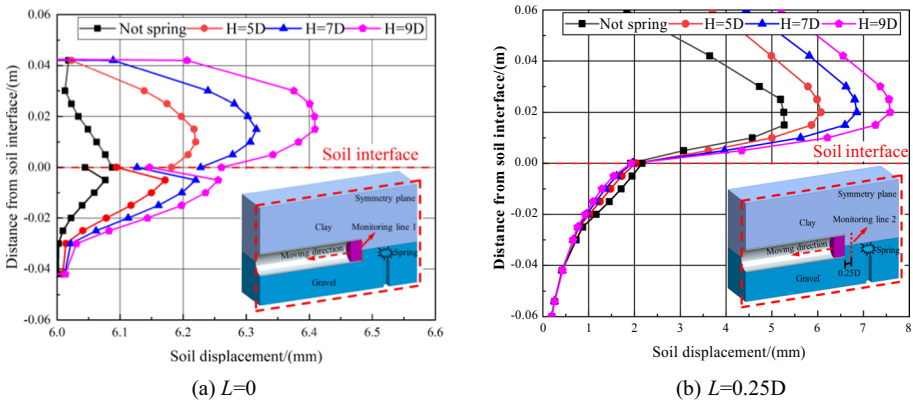 Not spring H=5D H=7D H=9D
0.06
0.04
0.02
0.00
-0.02
-0.04
-0.06
Distance from soil interface/(m)
Soil interface
Symmetry plane
Clay
Monitoring line 1
Moving direction
Spring
Gravel
6.0 6.1 6.2 6.3 6.4 6.5 6.6
Soil displacement/(mm)
(a) L=0
Not spring H=5D H=7D H=9D
0.06
0.04
0.02
0.00
-0.02
-0.04
-0.06
Distance from soil interface/(m)
Soil interface
Symmetry plane
Clay
Monitoring line 2
Moving direction
Spring
0.25D
Gravel
0 1 2 3 4 5 6 7 8
Soil displacement/(mm)
(b) L=0.25D